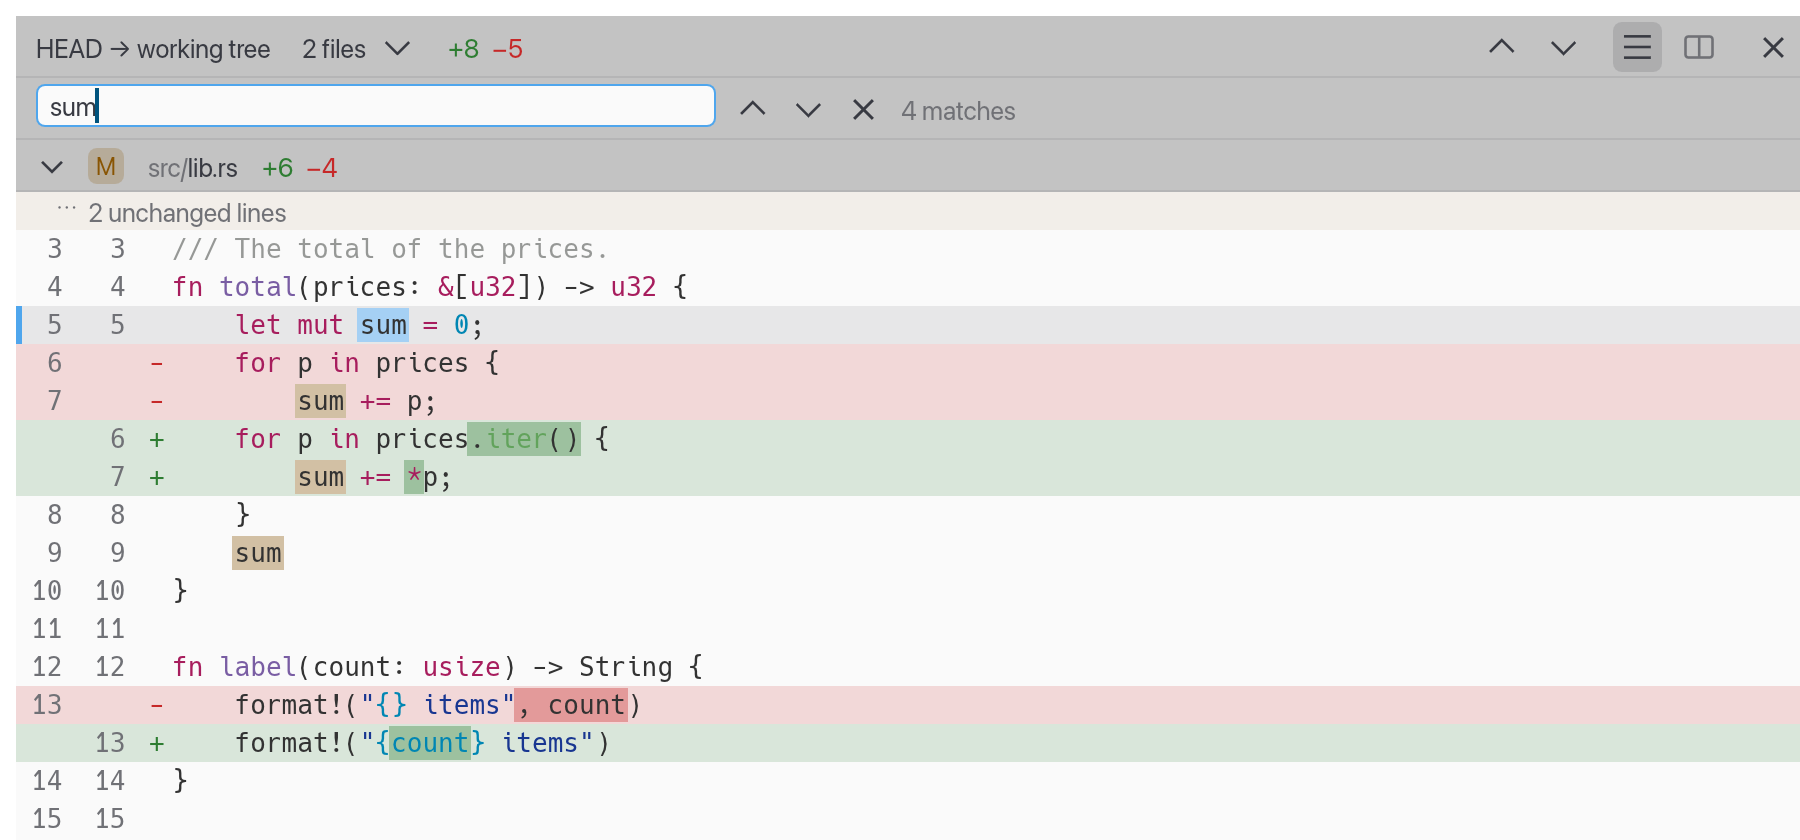 HEAD → working tree 2 files +8 −5
sum 4 matches
M src/lib.rs +6 −4
··· 2 unchanged lines
3 3 /// The total of the prices.
4 4 fn total(prices: &[u32]) -> u32 {
5 5     let mut sum = 0;
6   -     for p in prices {
7   -         sum += p;
  6 +     for p in prices.iter() {
  7 +         sum += *p;
8 8     }
9 9     sum
10 10 }
11 11
12 12 fn label(count: usize) -> String {
13   -     format!("{} items", count)
  13 +     format!("{count} items")
14 14 }
15 15